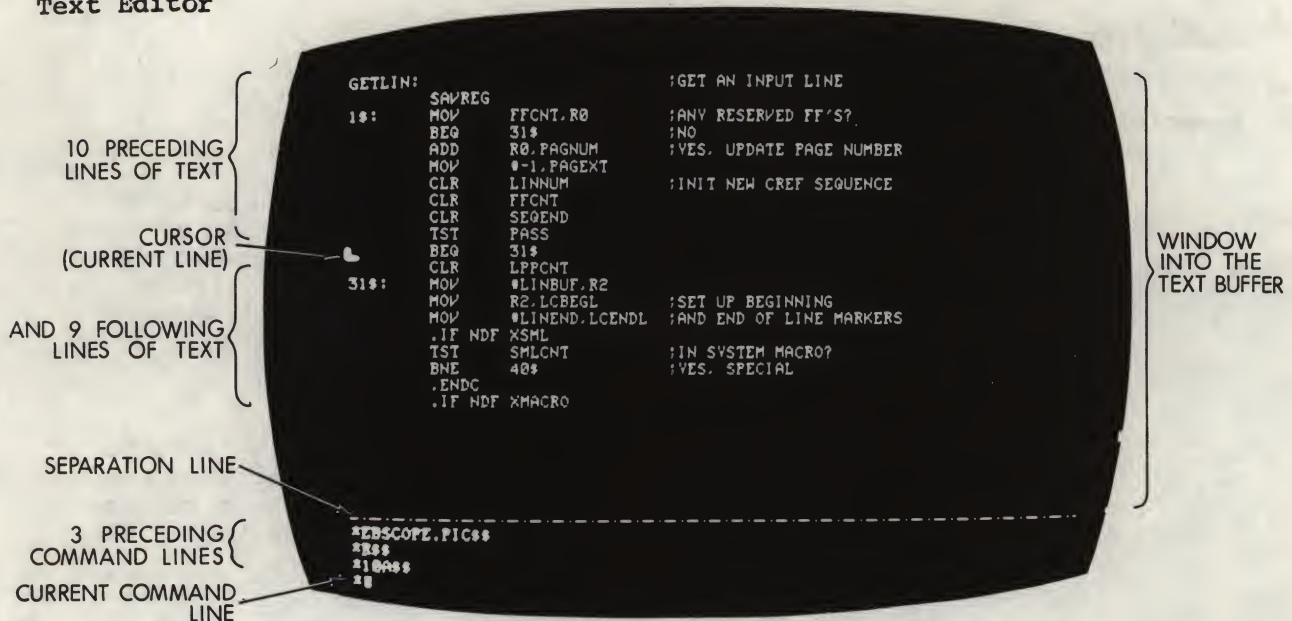 Text Editor
GETLIN: ;GET AN INPUT LINE
SAVREG
1$: MOV FFCNT,R0 ;ANY RESERVED FF'S?
BEQ 31$ ;NO
ADD R0,PAGNUM ;YES, UPDATE PAGE NUMBER
MOV #-1,PAGEXT
CLR LINNUM ;INIT NEW CREF SEQUENCE
CLR FFCNT
CLR SEQEND
TST PASS
BEQ 31$
CLR LPPCNT
31$: MOV #LINBUF,R2
MOV R2,LCBEGL ;SET UP BEGINNING
MOV #LINEND,LCENDL ;AND END OF LINE MARKERS
.IF NDF XSML
TST SMLCNT ;IN SYSTEM MACRO?
BNE 40$ ;YES, SPECIAL
.ENDC
.IF NDF XMACRO
*EBSCOPE.PIC$$
*R$$
*10A$$
*
10 PRECEDING
LINES OF TEXT
CURSOR
(CURRENT LINE)
AND 9 FOLLOWING
LINES OF TEXT
SEPARATION LINE
3 PRECEDING
COMMAND LINES
CURRENT COMMAND
LINE
WINDOW
INTO THE
TEXT BUFFER